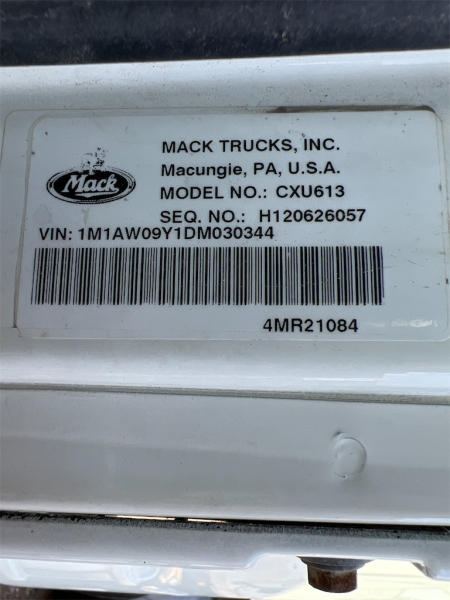 Mack
MACK TRUCKS, INC.
Macungie, PA, U.S.A.
MODEL NO.: CXU613
SEQ. NO.: H120626057
VIN: 1M1AW09Y1DM030344
4MR21084